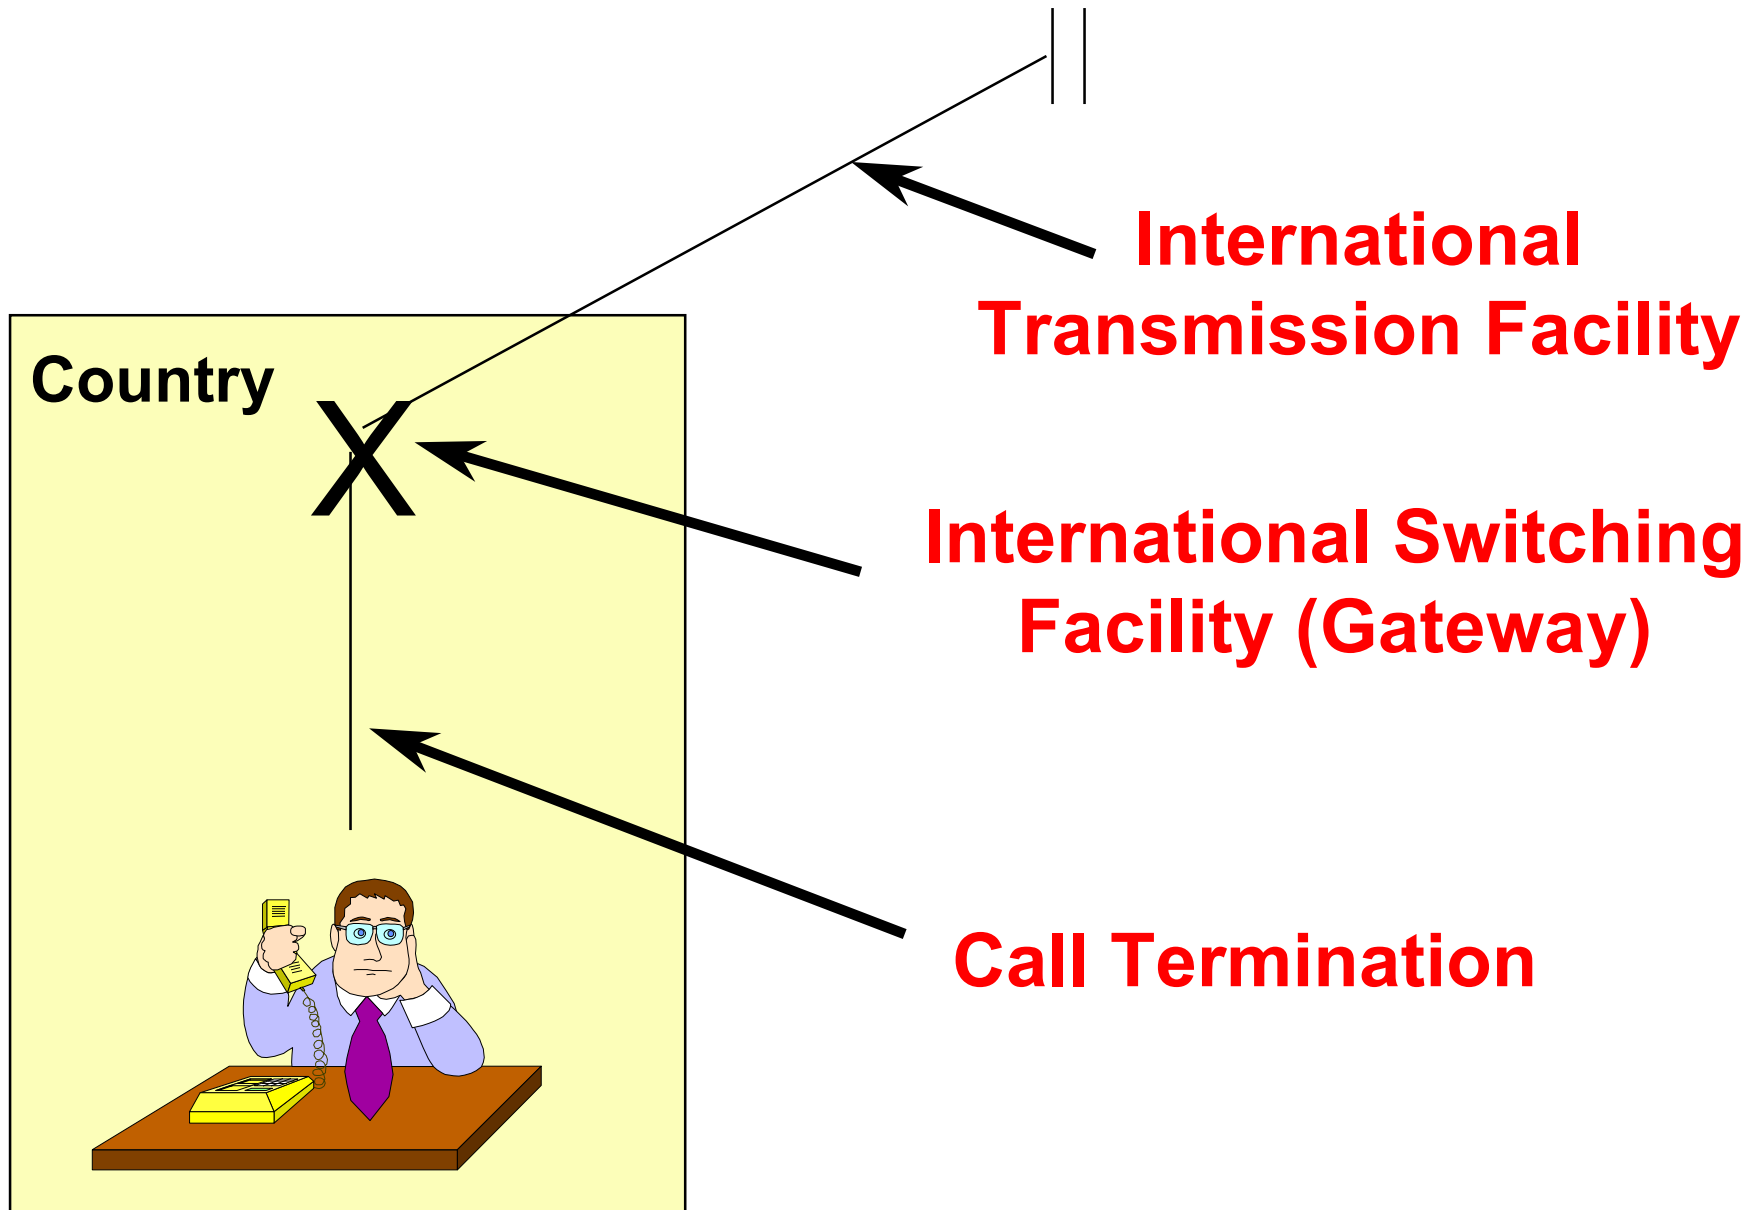 International
Transmission Facility
Country
X
International Switching
Facility (Gateway)
Call Termination